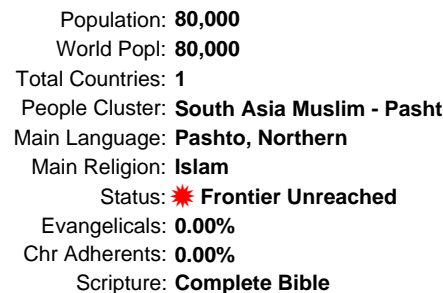 Population: 80,000
World Popl: 80,000
Total Countries: 1
People Cluster: South Asia Muslim - Pasht
Main Language: Pashto, Northern
Main Religion: Islam
Status: Frontier Unreached
Evangelicals: 0.00%
Chr Adherents: 0.00%
Scripture: Complete Bible